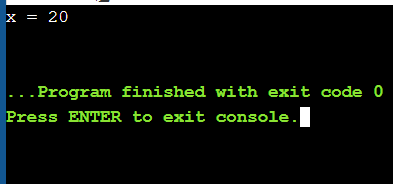 x = 20
...Program finished with exit code 0
Press ENTER to exit console.